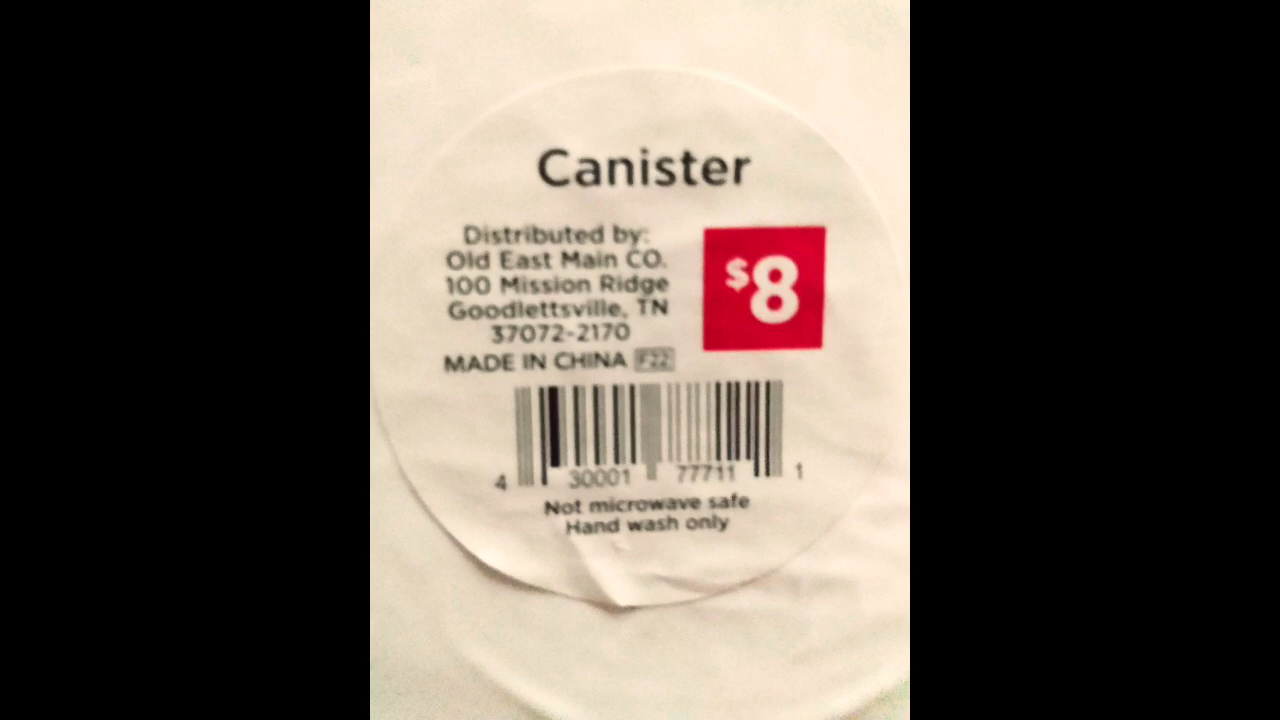 Canister
Distributed by:
Old East Main CO.
100 Mission Ridge
Goodlettsville, TN
37072-2170
MADE IN CHINA F22
$8
4 30001 77711 1
Not microwave safe
Hand wash only